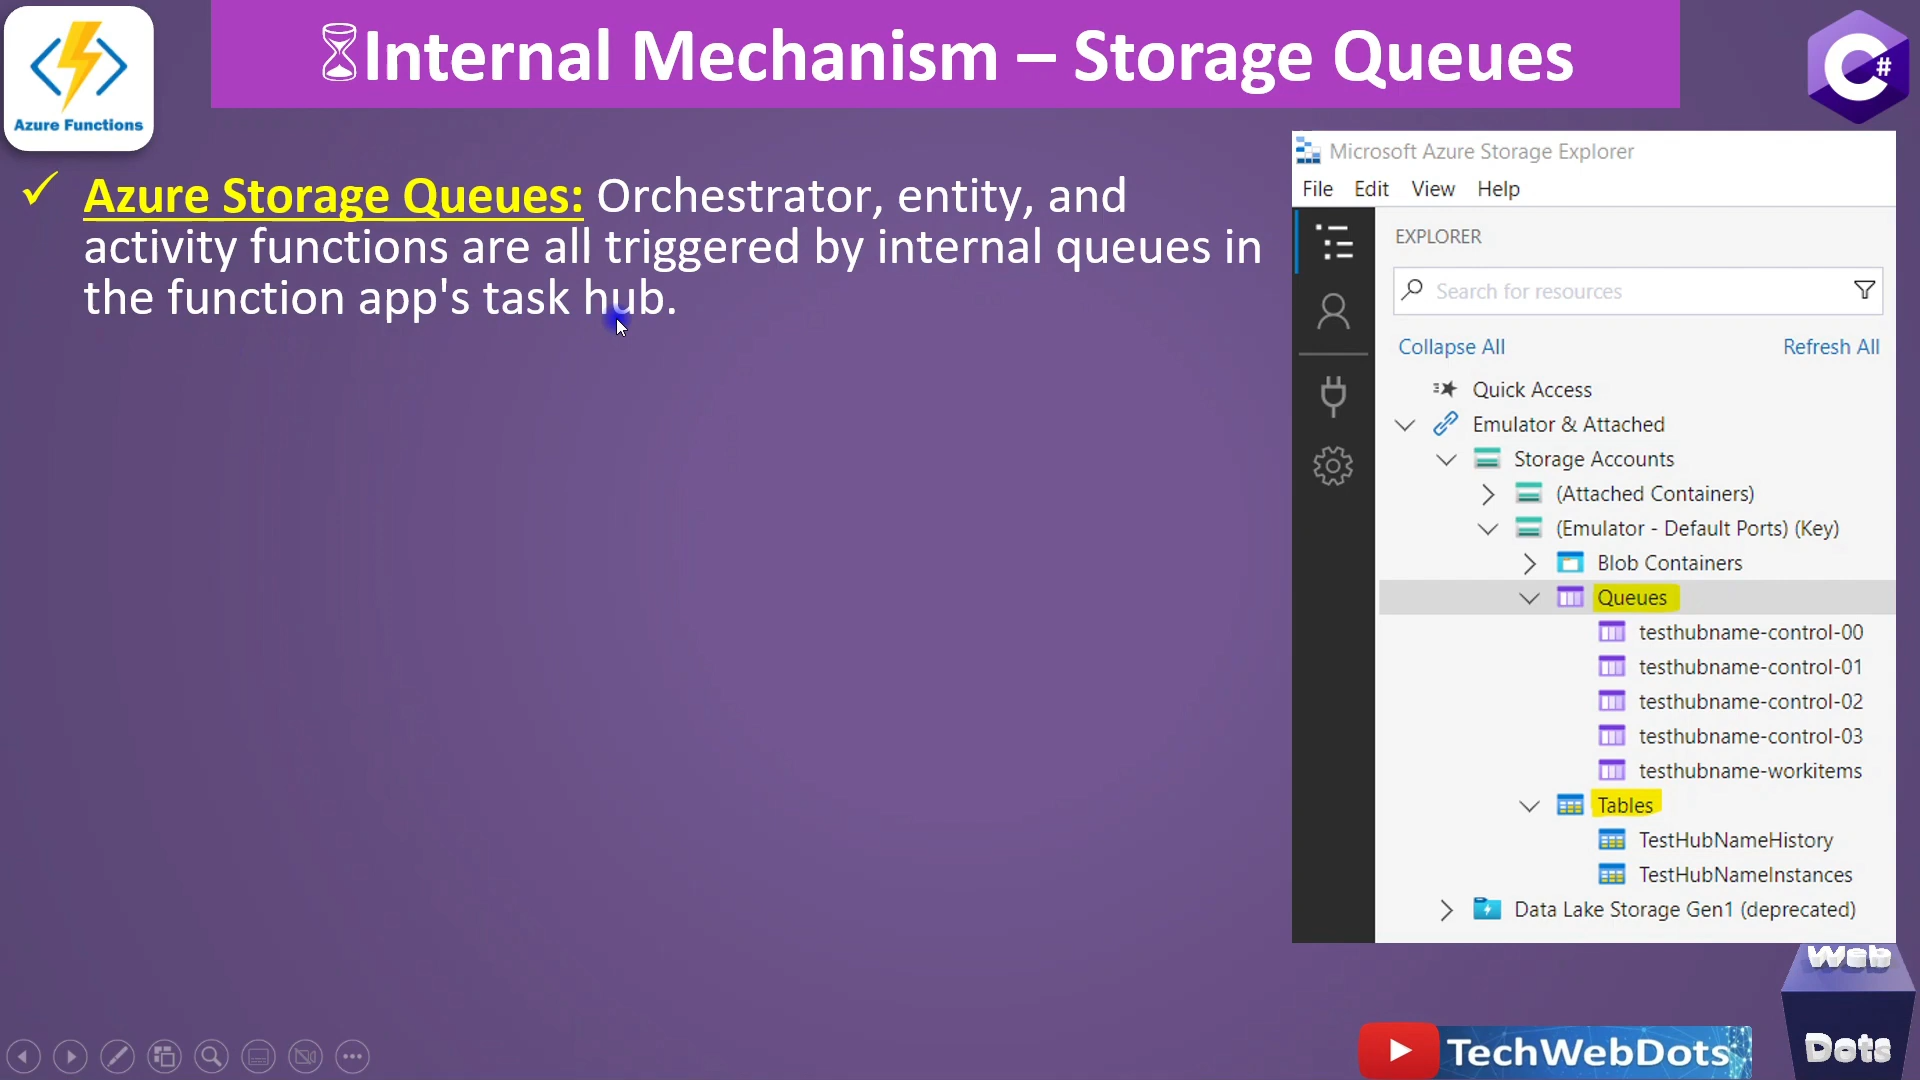 Azure Functions
Internal Mechanism – Storage Queues
C#
✓ Azure Storage Queues: Orchestrator, entity, and
activity functions are all triggered by internal queues in
the function app's task hub.
Microsoft Azure Storage Explorer
File Edit View Help
EXPLORER
Search for resources
Collapse All Refresh All
Quick Access
Emulator & Attached
Storage Accounts
(Attached Containers)
(Emulator - Default Ports) (Key)
Blob Containers
Queues
testhubname-control-00
testhubname-control-01
testhubname-control-02
testhubname-control-03
testhubname-workitems
Tables
TestHubNameHistory
TestHubNameInstances
Data Lake Storage Gen1 (deprecated)
Web
Dots
TechWebDots